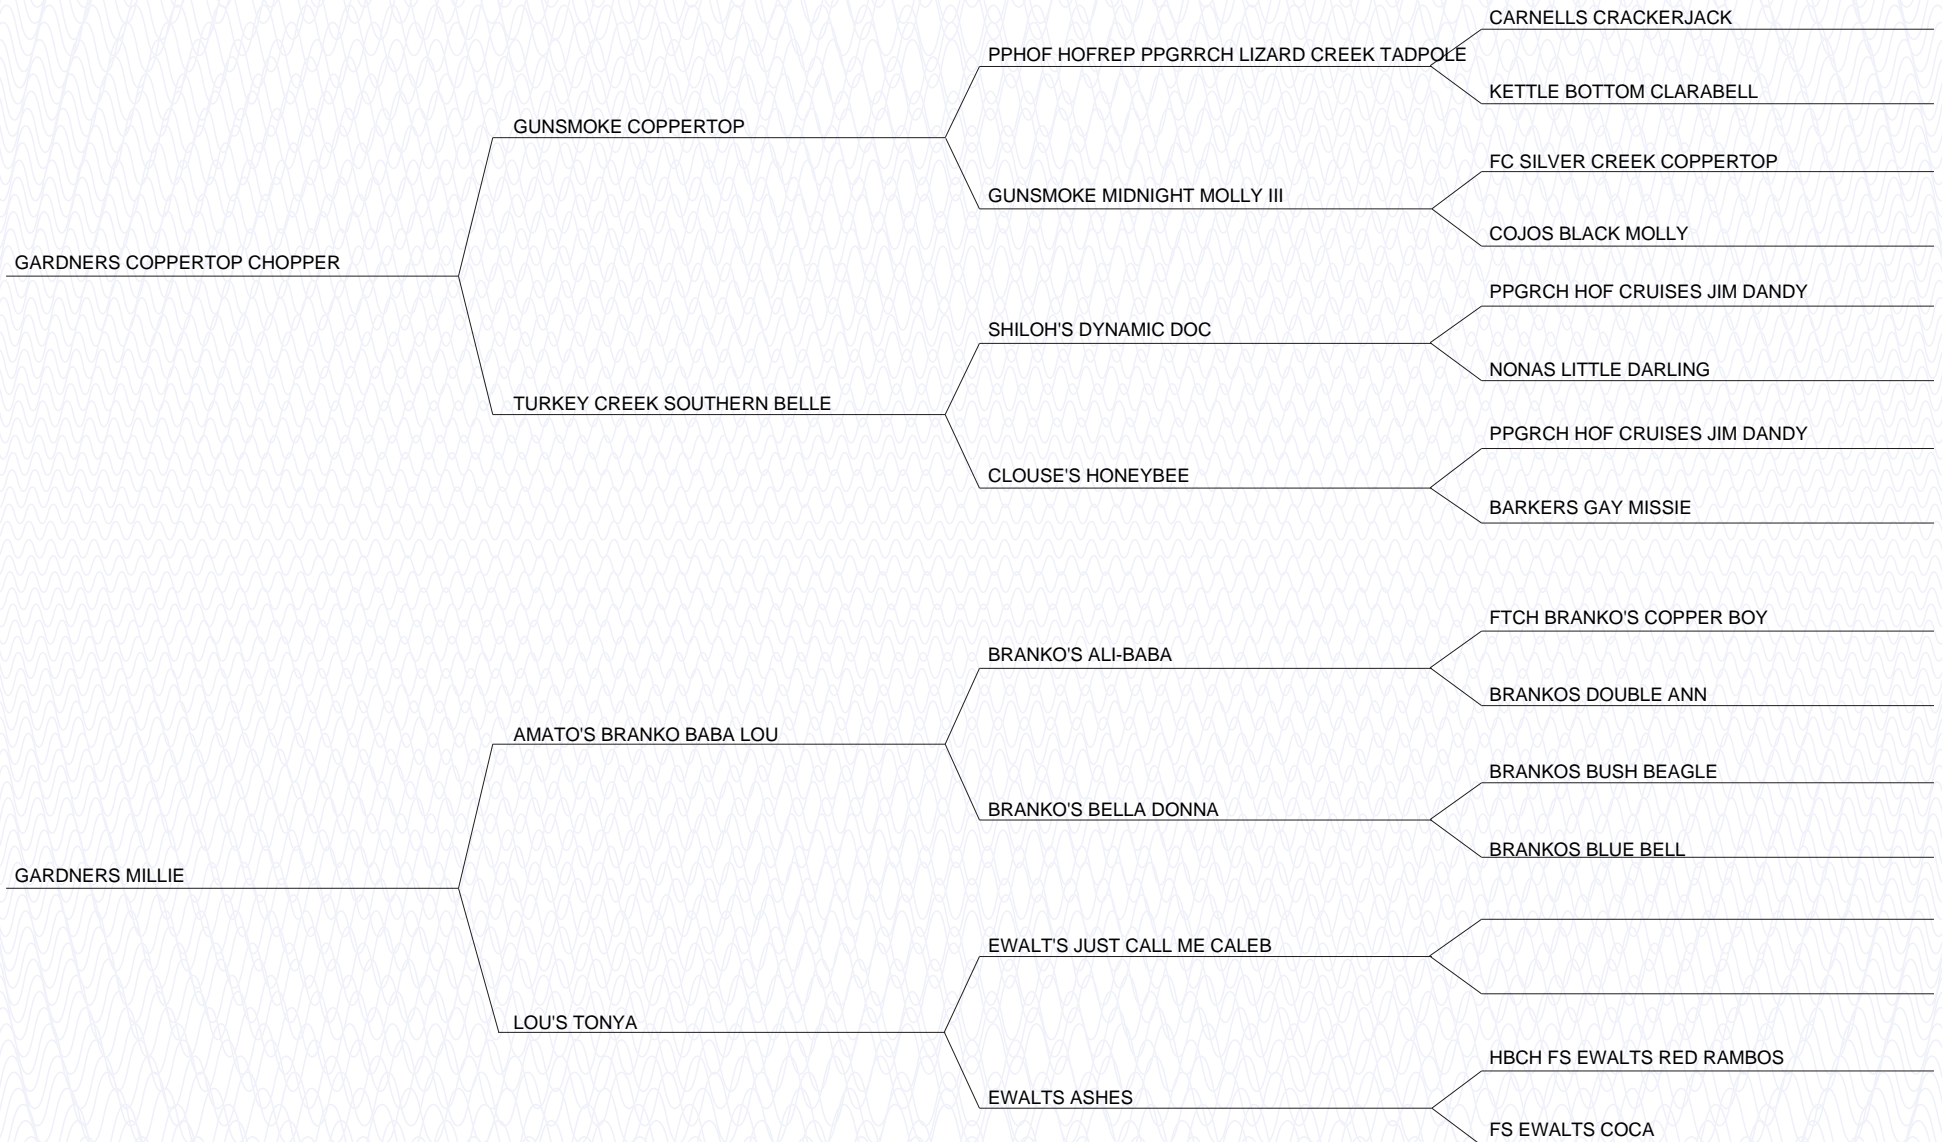 CARNELLS CRACKERJACK
PPHOF HOFREP PPGRRCH LIZARD CREEK TADPOLE
KETTLE BOTTOM CLARABELL
GUNSMOKE COPPERTOP
FC SILVER CREEK COPPERTOP
GUNSMOKE MIDNIGHT MOLLY III
COJOS BLACK MOLLY
GARDNERS COPPERTOP CHOPPER
PPGRCH HOF CRUISES JIM DANDY
SHILOH'S DYNAMIC DOC
NONAS LITTLE DARLING
TURKEY CREEK SOUTHERN BELLE
PPGRCH HOF CRUISES JIM DANDY
CLOUSE'S HONEYBEE
BARKERS GAY MISSIE
FTCH BRANKO'S COPPER BOY
BRANKO'S ALI-BABA
BRANKOS DOUBLE ANN
AMATO'S BRANKO BABA LOU
BRANKOS BUSH BEAGLE
BRANKO'S BELLA DONNA
BRANKOS BLUE BELL
GARDNERS MILLIE
EWALT'S JUST CALL ME CALEB
LOU'S TONYA
HBCH FS EWALTS RED RAMBOS
EWALTS ASHES
FS EWALTS COCA